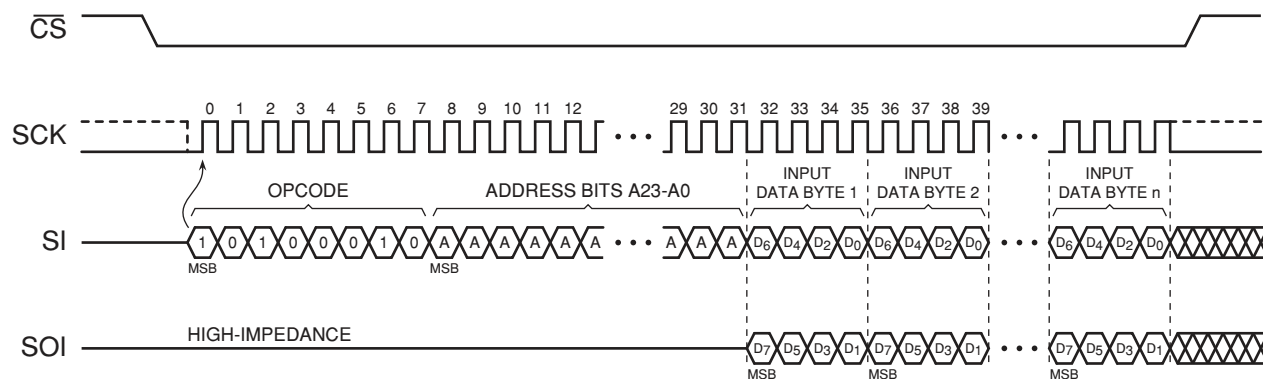 CS
0 1 2 3 4 5 6 7 8 9 10 11 12 29 30 31 32 33 34 35 36 37 38 39
SCK
OPCODE
ADDRESS BITS A23-A0
INPUT
DATA BYTE 1
INPUT
DATA BYTE 2
INPUT
DATA BYTE n
SI 1 0 1 0 0 0 1 0 A A A A A A A A A D6 D4 D2 D0 D6 D4 D2 D0 D6 D4 D2 D0
MSB MSB
HIGH-IMPEDANCE
SOI D7 D5 D3 D1 D7 D5 D3 D1 D7 D5 D3 D1
MSB MSB MSB